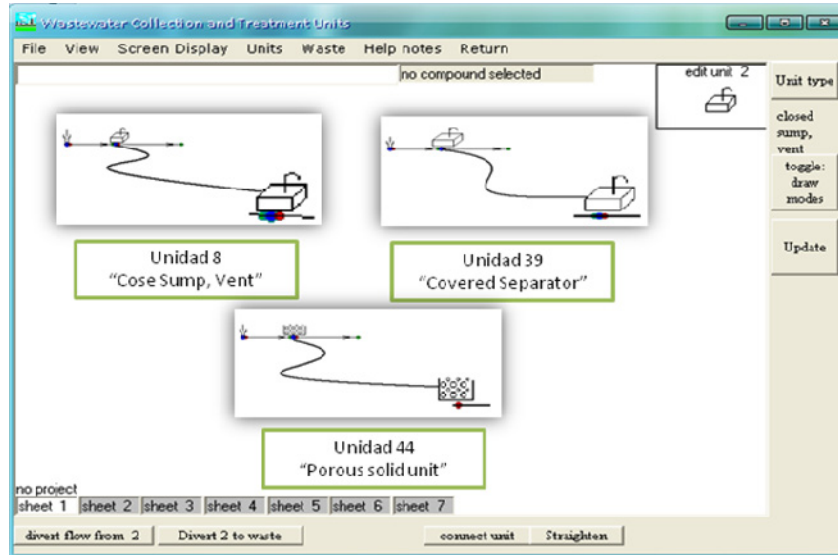 Wastewater Collection and Treatment Units
File View Screen Display Units Waste Help notes Return
no compound selected
edit unit 2
Unit type
closed
sump,
vent
toggle:
draw
modes
Update
Unidad 8
“Cose Sump, Vent”
Unidad 39
“Covered Separator”
Unidad 44
“Porous solid unit”
no project
sheet 1 sheet 2 sheet 3 sheet 4 sheet 5 sheet 6 sheet 7
divert flow from 2 Divert 2 to waste connect unit Straighten